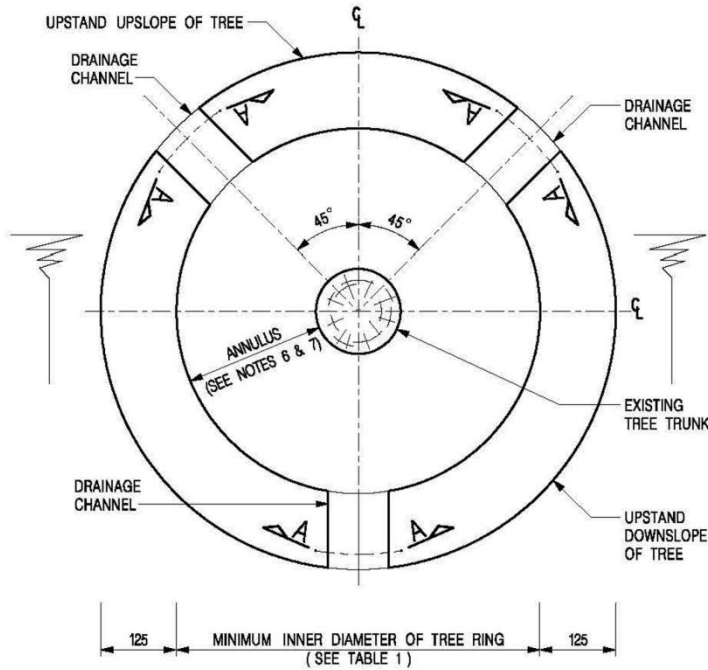 ℄
UPSTAND UPSLOPE OF TREE
DRAINAGE
CHANNEL
DRAINAGE
CHANNEL
A
A
A
A
45°
45°
℄
ANNULUS
(SEE NOTES 6 & 7)
EXISTING
TREE TRUNK
DRAINAGE
CHANNEL
A
A
UPSTAND
DOWNSLOPE
OF TREE
125
MINIMUM INNER DIAMETER OF TREE RING
125
( SEE TABLE 1 )